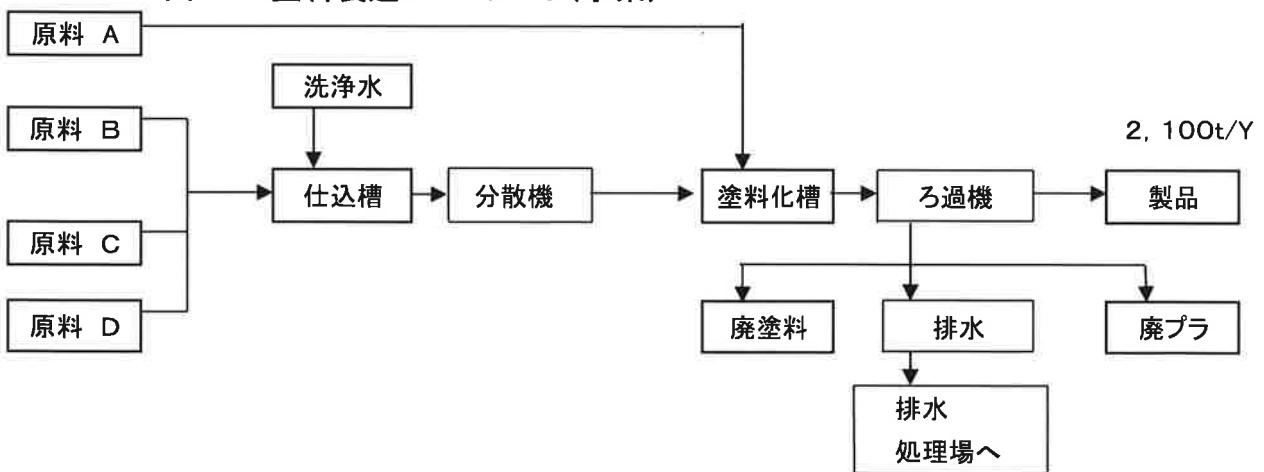 原料 A
洗浄水
原料 B
2, 100t/Y
仕込槽
分散機
塗料化槽
ろ過機
製品
原料 C
原料 D
廃塗料
排水
廃プラ
排水
処理場へ